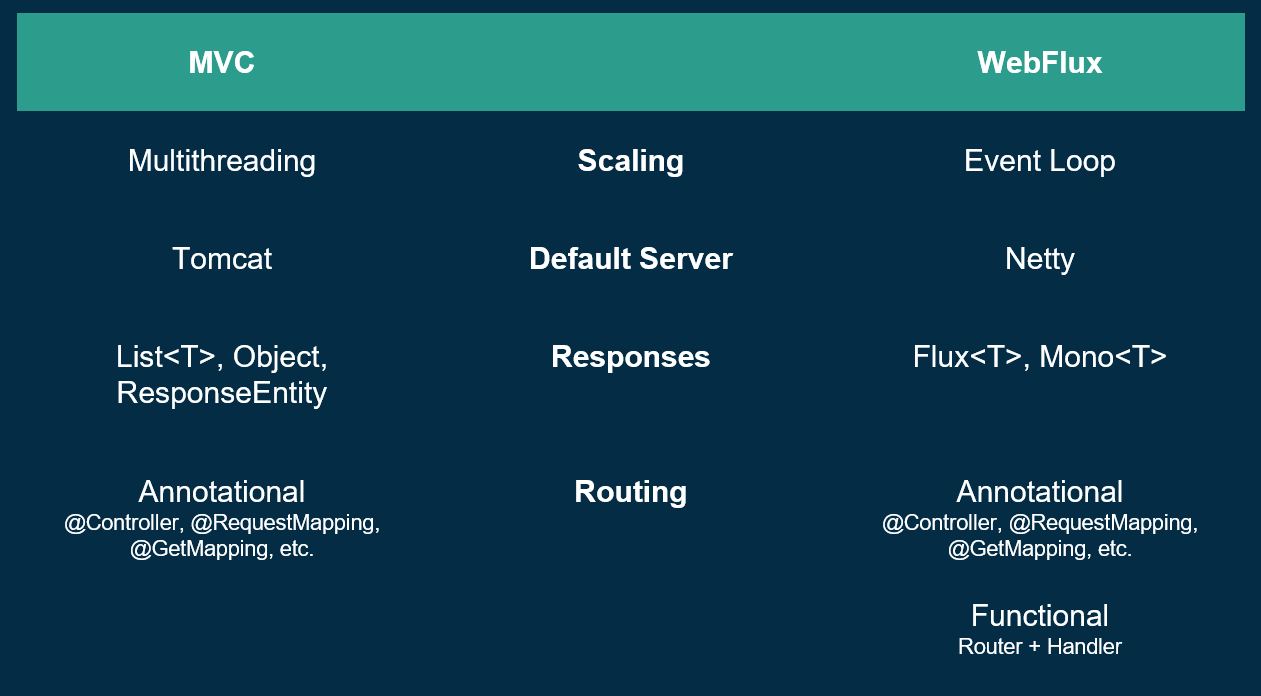 MVC WebFlux
Multithreading Scaling Event Loop
Tomcat Default Server Netty
List<T>, Object, Responses Flux<T>, Mono<T>
ResponseEntity
Annotational Routing Annotational
@Controller, @RequestMapping, @Controller, @RequestMapping,
@GetMapping, etc. @GetMapping, etc.
Functional
Router + Handler